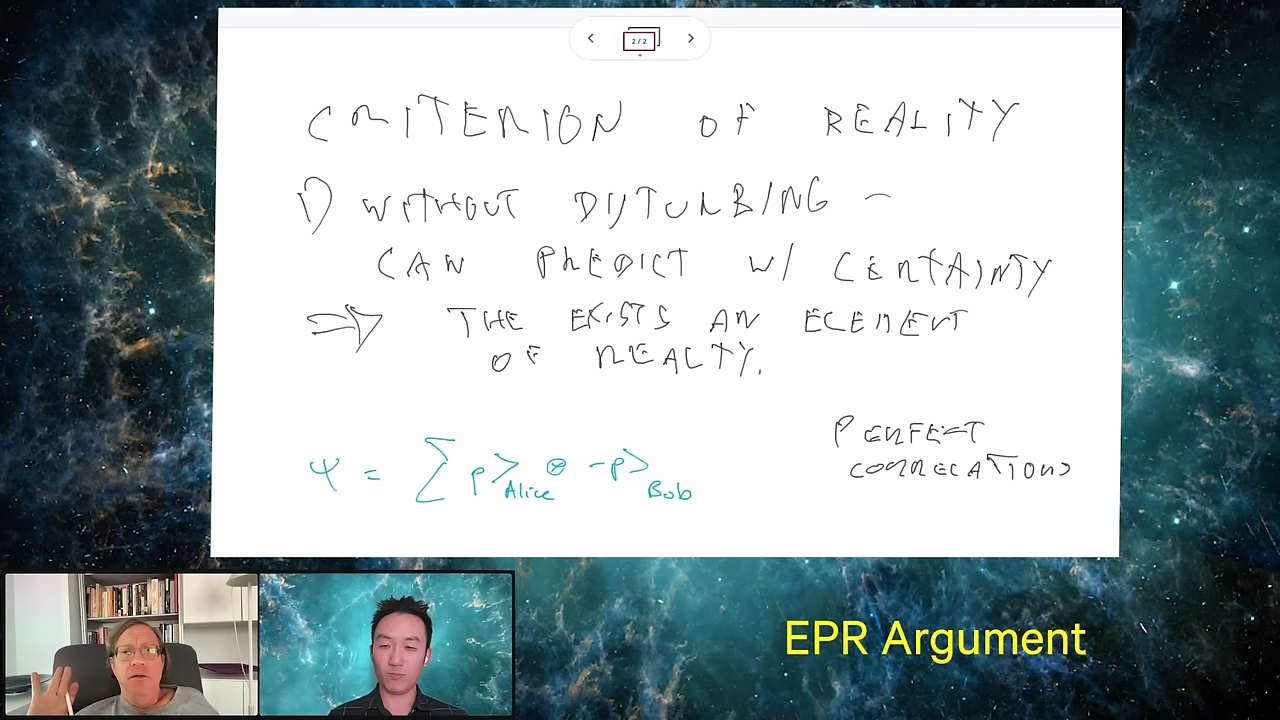 2/2
CRITERION OF REALITY
1) WITHOUT DISTURBING –
CAN PREDICT W/ CERTAINTY
⇒ THE EXISTS AN ELEMENT
OF REALTY.
PERFECT
CORRELATIONS
ψ = ∑ p>Alice ⊗ -p>Bob
EPR Argument